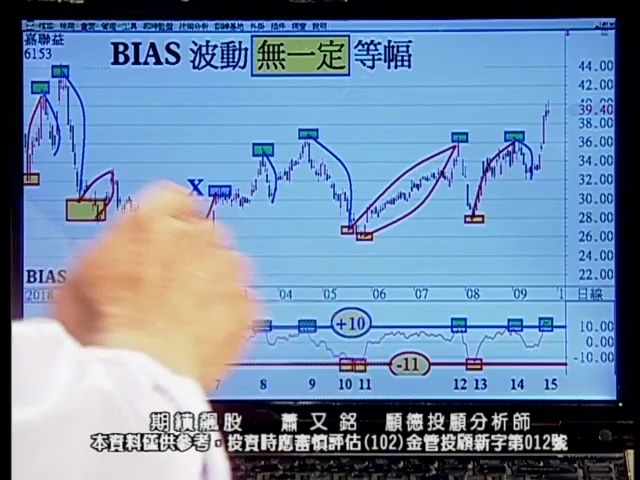 嘉聯益
6153
BIAS 波動 無一定 等幅
44.00
42.00
40.00
39.40
38.00
36.00
34.00
32.00
30.00
28.00
26.00
24.00
22.00
X
BIAS
2018
'04 '05 '06 '07 '08 '09 '1 日線
+10
10.00
0.00
-10.00
-11
7 8 9 10 11 12 13 14 15
期績飆股 蕭又銘 顧德投顧分析師
本資料僅供參考,投資時應審慎評估(102)金管投顧新字第012號